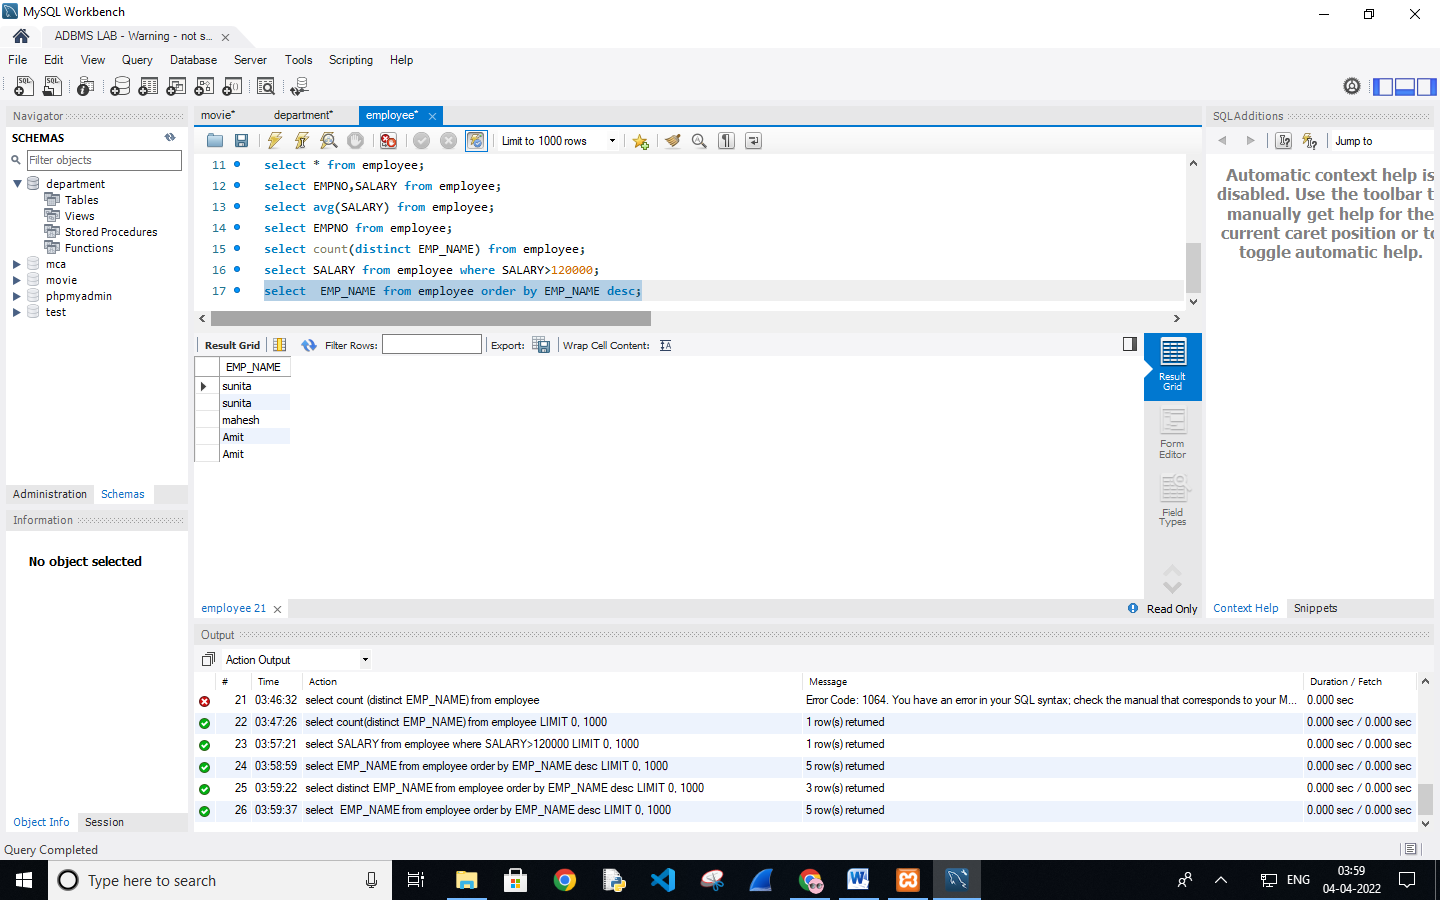 MySQL Workbench
ADBMS LAB - Warning - not s...
File Edit View Query Database Server Tools Scripting Help
Navigator
SCHEMAS
Filter objects
department
Tables
Views
Stored Procedures
Functions
mca
movie
phpmyadmin
test
Administration Schemas
Information
No object selected
Object Info Session
movie* department* employee*
Limit to 1000 rows
11 select * from employee;
12 select EMPNO,SALARY from employee;
13 select avg(SALARY) from employee;
14 select EMPNO from employee;
15 select count(distinct EMP_NAME) from employee;
16 select SALARY from employee where SALARY>120000;
17 select  EMP_NAME from employee order by EMP_NAME desc;
Result Grid Filter Rows: Export: Wrap Cell Content:
EMP_NAME
sunita
sunita
mahesh
Amit
Amit
Result
Grid
Form
Editor
Field
Types
employee 21
Read Only
SQLAdditions
Jump to
Automatic context help is
disabled. Use the toolbar t
manually get help for the
current caret position or to
toggle automatic help.
Context Help Snippets
Output
Action Output
# Time Action Message Duration / Fetch
21 03:46:32 select count (distinct EMP_NAME) from employee Error Code: 1064. You have an error in your SQL syntax; check the manual that corresponds to your M... 0.000 sec
22 03:47:26 select count(distinct EMP_NAME) from employee LIMIT 0, 1000 1 row(s) returned 0.000 sec / 0.000 sec
23 03:57:21 select SALARY from employee where SALARY>120000 LIMIT 0, 1000 1 row(s) returned 0.000 sec / 0.000 sec
24 03:58:59 select EMP_NAME from employee order by EMP_NAME desc LIMIT 0, 1000 5 row(s) returned 0.000 sec / 0.000 sec
25 03:59:22 select distinct EMP_NAME from employee order by EMP_NAME desc LIMIT 0, 1000 3 row(s) returned 0.000 sec / 0.000 sec
26 03:59:37 select  EMP_NAME from employee order by EMP_NAME desc LIMIT 0, 1000 5 row(s) returned 0.000 sec / 0.000 sec
Query Completed
Type here to search
ENG
03:59
04-04-2022